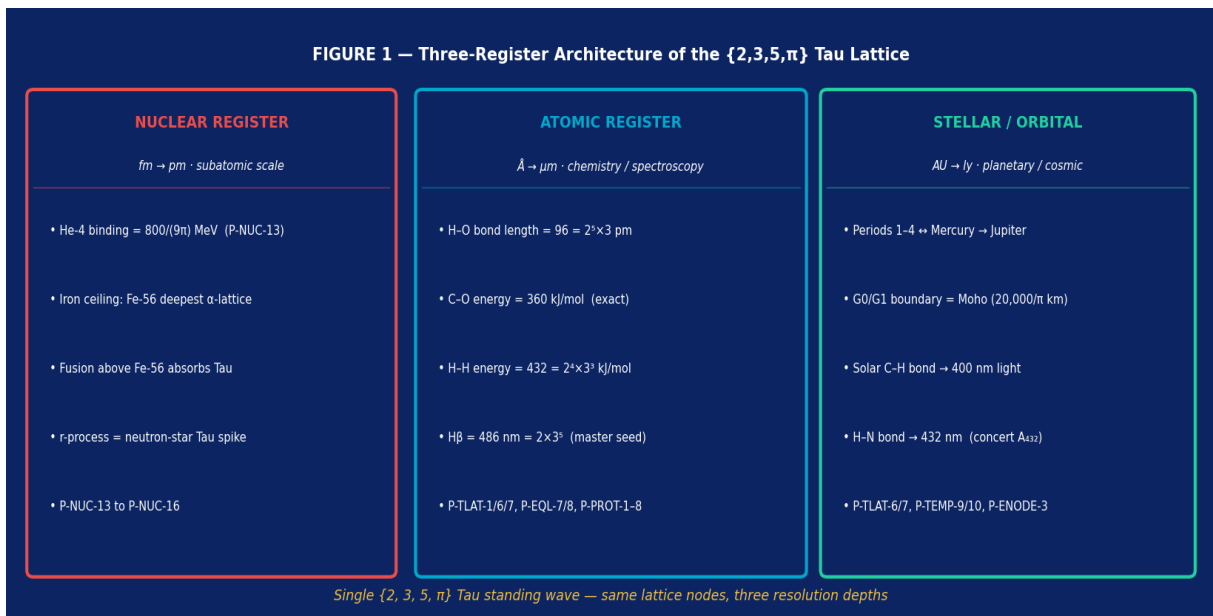 FIGURE 1 — Three-Register Architecture of the {2,3,5,π} Tau Lattice
NUCLEAR REGISTER
fm → pm · subatomic scale
• He-4 binding = 800/(9π) MeV (P-NUC-13)
• Iron ceiling: Fe-56 deepest α-lattice
• Fusion above Fe-56 absorbs Tau
• r-process = neutron-star Tau spike
• P-NUC-13 to P-NUC-16
ATOMIC REGISTER
Å → μm · chemistry / spectroscopy
• H–O bond length = 96 = 2⁵×3 pm
• C–O energy = 360 kJ/mol (exact)
• H–H energy = 432 = 2⁴×3³ kJ/mol
• Hβ = 486 nm = 2×3⁵ (master seed)
• P-TLAT-1/6/7, P-EQL-7/8, P-PROT-1–8
STELLAR / ORBITAL
AU → ly · planetary / cosmic
• Periods 1–4 ↔ Mercury → Jupiter
• G0/G1 boundary = Moho (20,000/π km)
• Solar C–H bond → 400 nm light
• H–N bond → 432 nm (concert A₄₃₂)
• P-TLAT-6/7, P-TEMP-9/10, P-ENODE-3
Single {2, 3, 5, π} Tau standing wave — same lattice nodes, three resolution depths